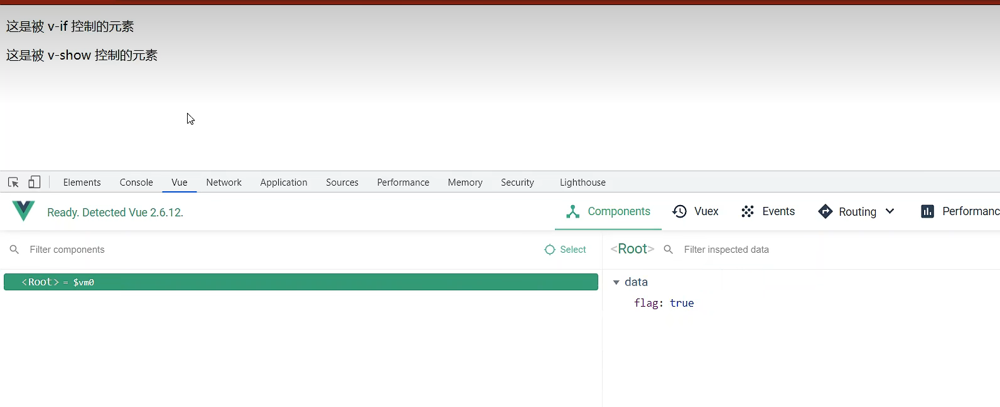 这是被 v-if 控制的元素
这是被 v-show 控制的元素
Elements Console Vue Network Application Sources Performance Memory Security Lighthouse
Ready. Detected Vue 2.6.12. Components Vuex Events Routing Performanc
Filter components Select <Root> Filter inspected data
<Root> = $vm0 data
flag: true